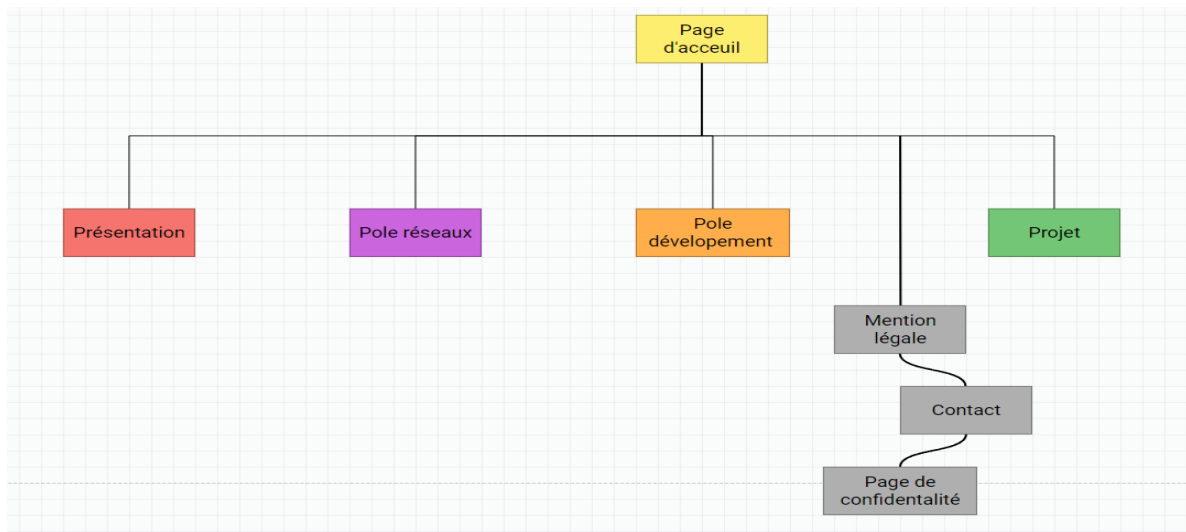 Page
d'acceuil
Présentation
Pole réseaux
Pole
dévelopement
Projet
Mention
légale
Contact
Page de
confidentalité